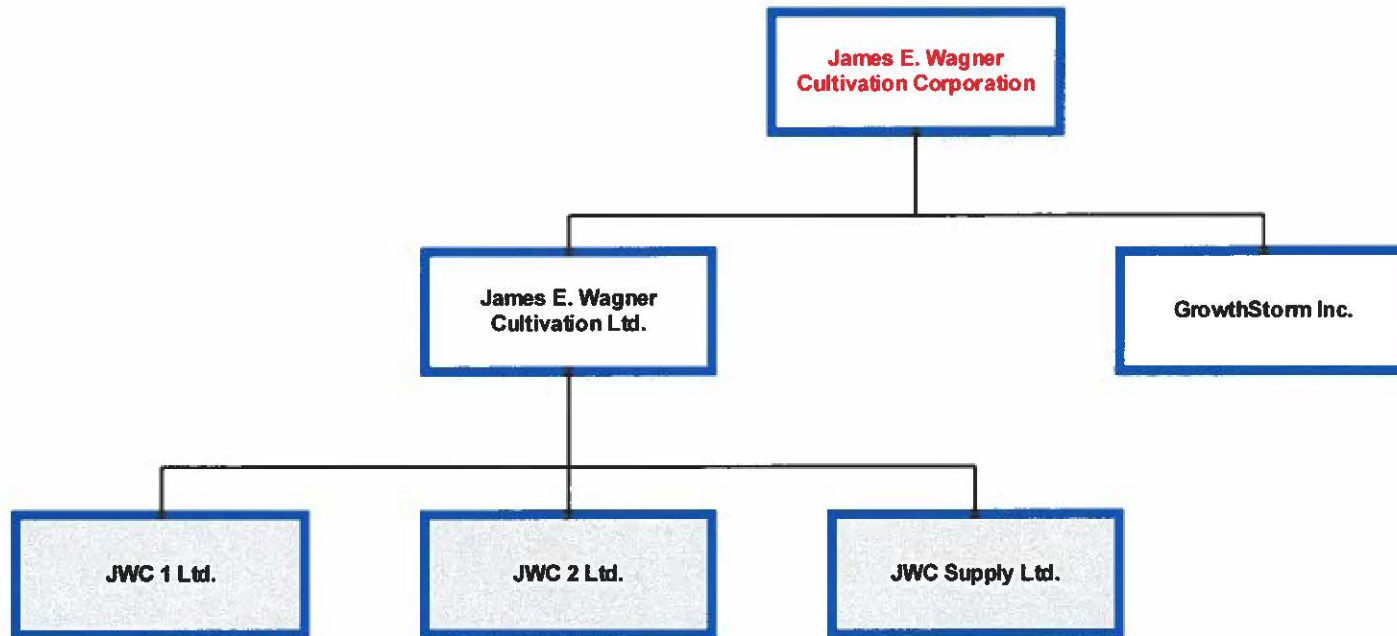 James E. Wagner
Cultivation Corporation
James E. Wagner
Cultivation Ltd.
GrowthStorm Inc.
JWC 1 Ltd.
JWC 2 Ltd.
JWC Supply Ltd.